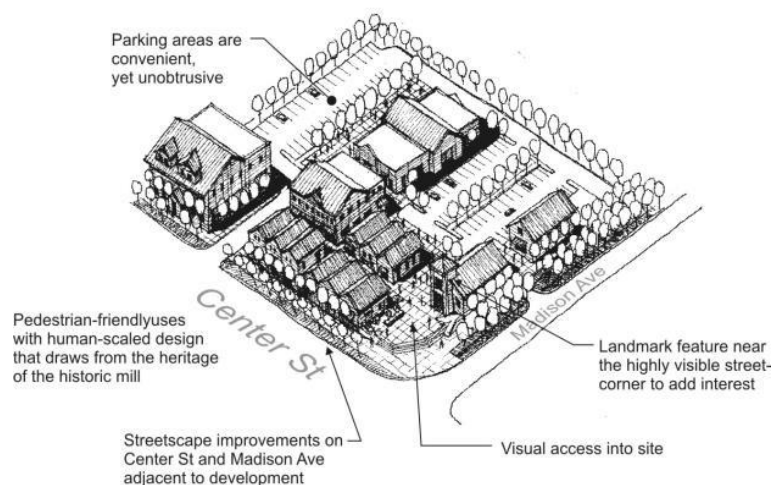 Parking areas are
convenient,
yet unobtrusive
Center St
Madison Ave
Pedestrian-friendlyuses
with human-scaled design
that draws from the heritage
of the historic mill
Landmark feature near
the highly visible street-
corner to add interest
Streetscape improvements on
Center St and Madison Ave
adjacent to development
Visual access into site